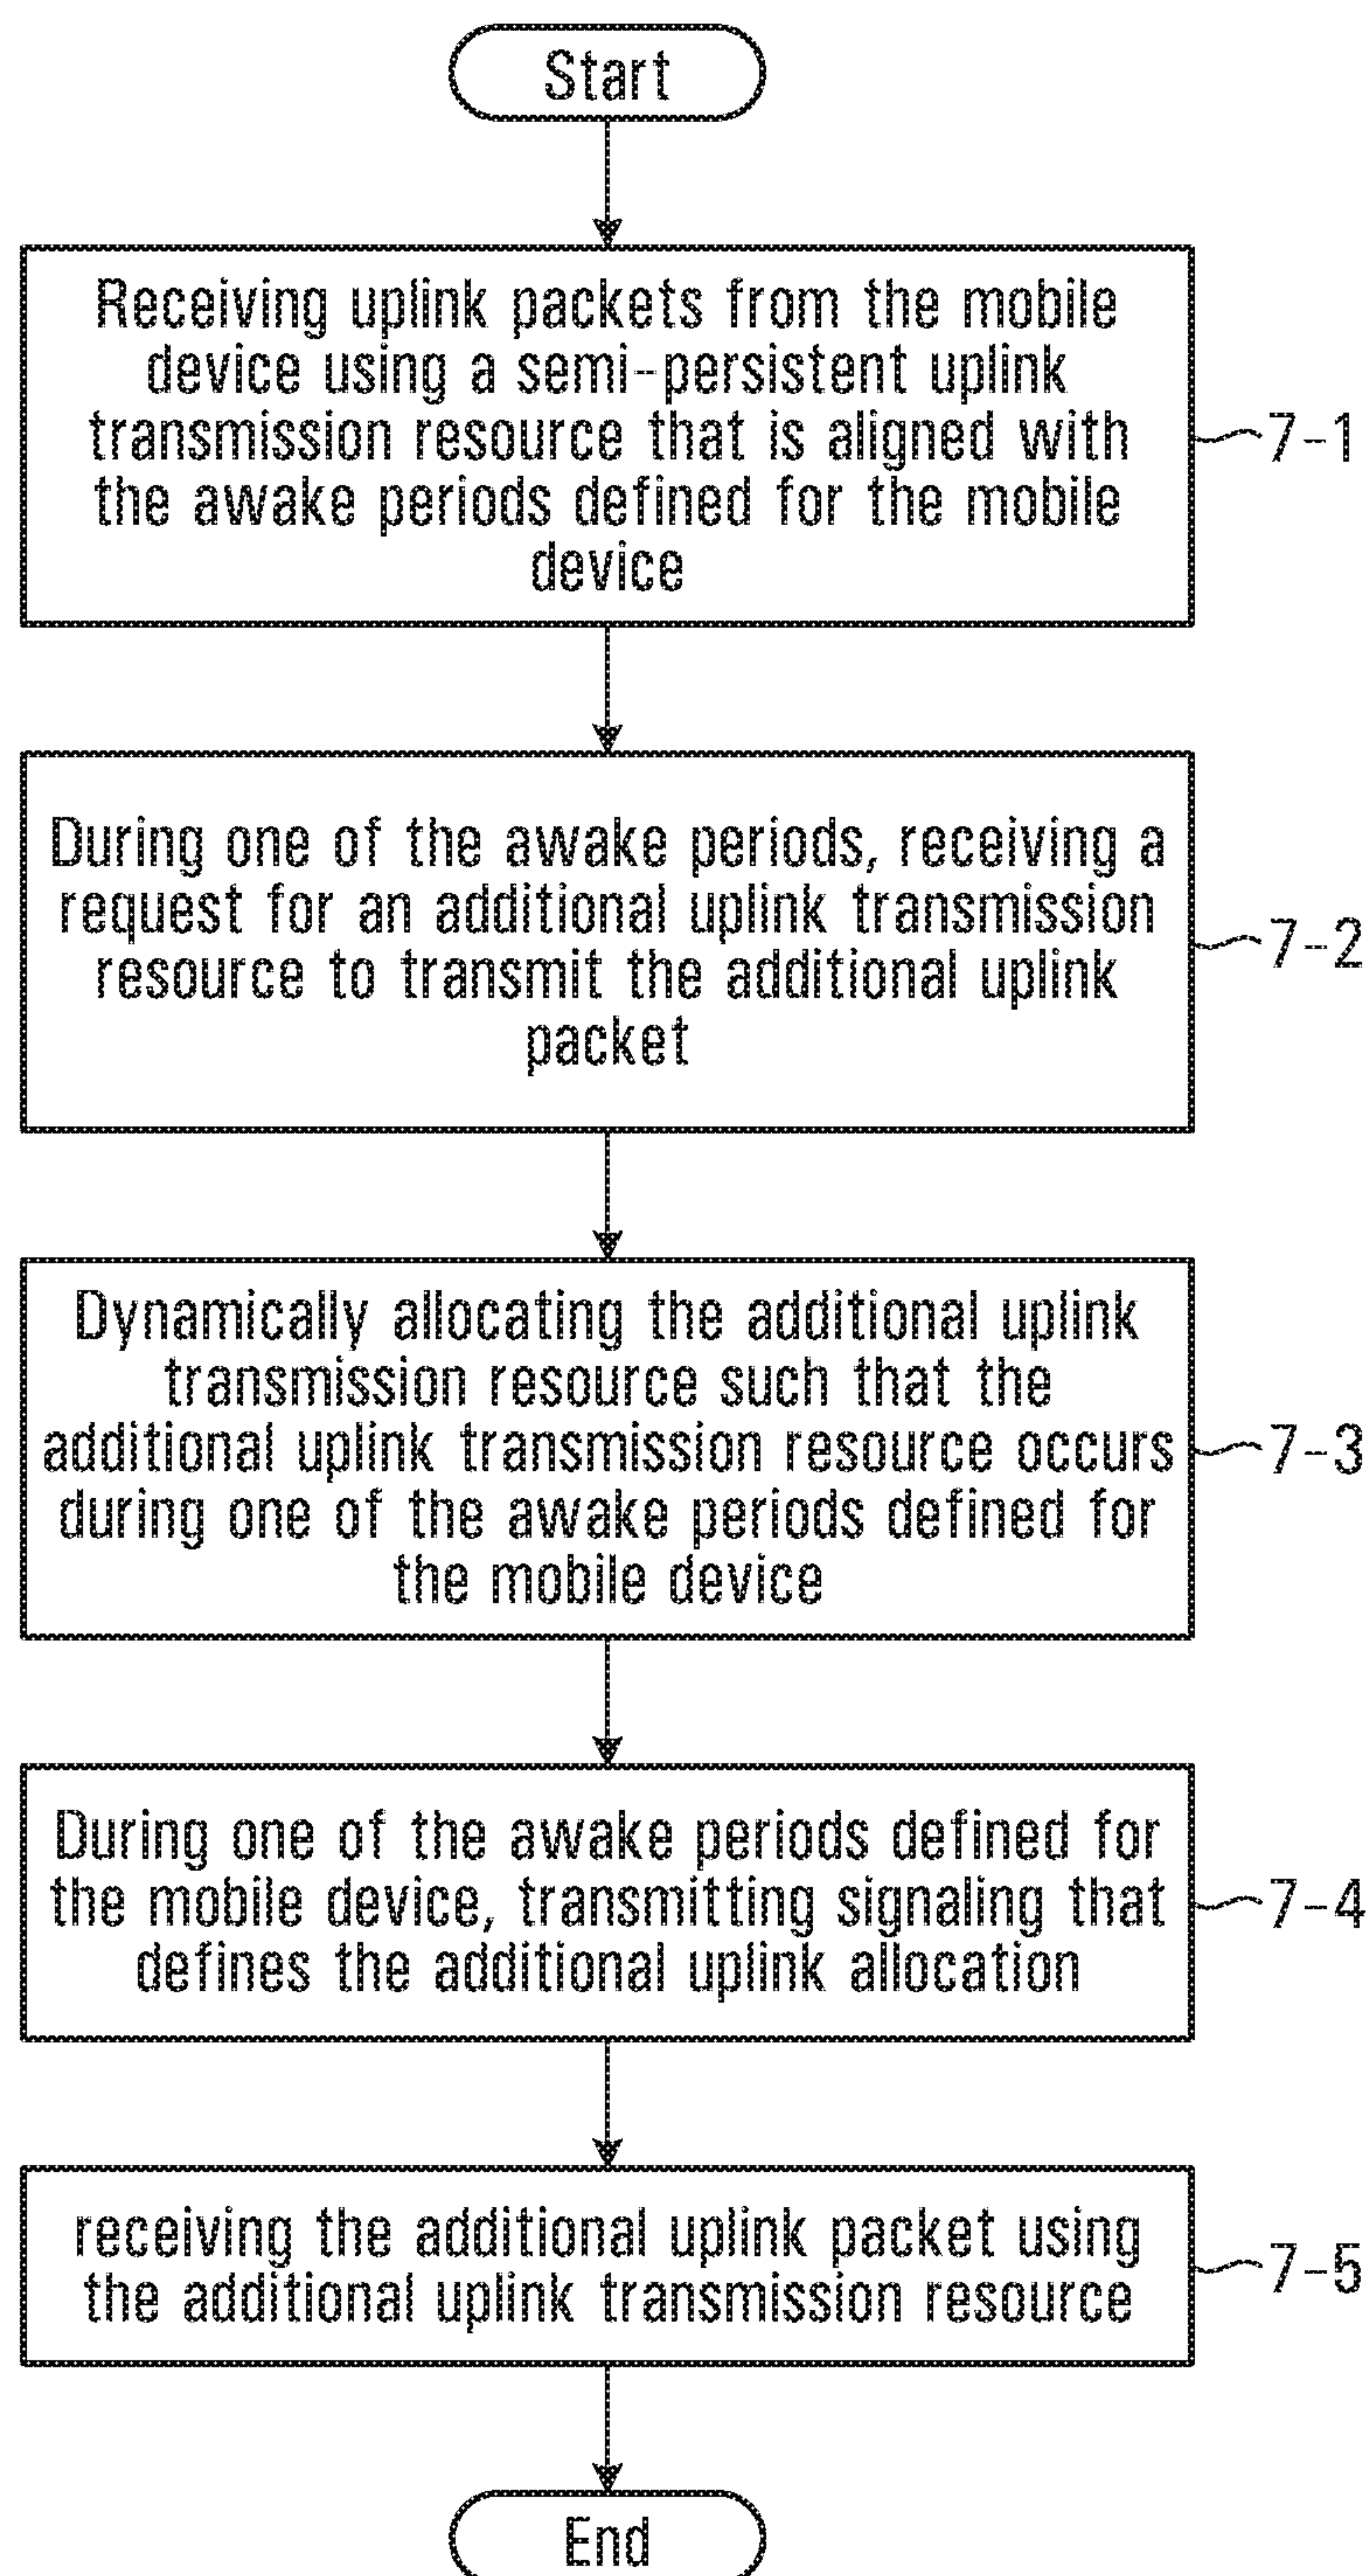 Start
Receiving uplink packets from the mobile
device using a semi-persistent uplink
transmission resource that is aligned with
the awake periods defined for the mobile
device
7-1
During one of the awake periods, receiving a
request for an additional uplink transmission
resource to transmit the additional uplink
packet
7-2
Dynamically allocating the additional uplink
transmission resource such that the
additional uplink transmission resource occurs
during one of the awake periods defined for
the mobile device
7-3
During one of the awake periods defined for
the mobile device, transmitting signaling that
defines the additional uplink allocation
7-4
receiving the additional uplink packet using
the additional uplink transmission resource
7-5
End